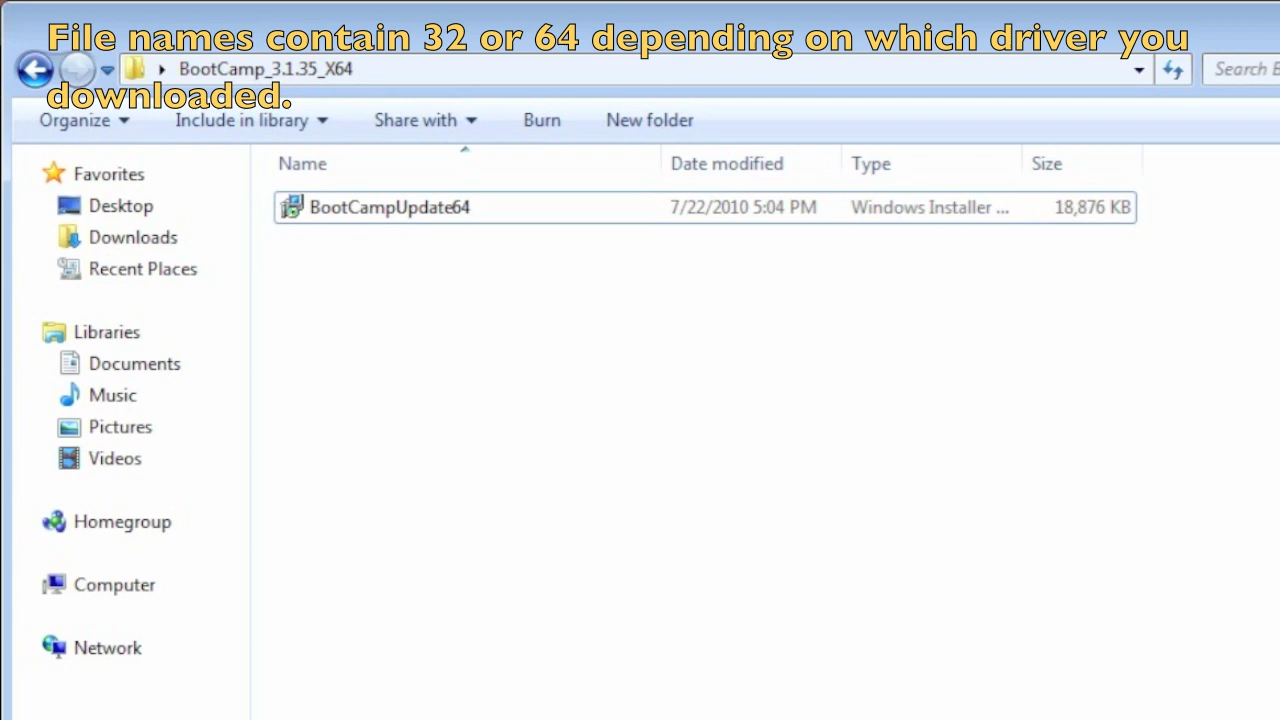 File names contain 32 or 64 depending on which driver you
downloaded.
BootCamp_3.1.35_X64
Search B
Organize
Include in library
Share with
Burn
New folder
Name
Date modified
Type
Size
BootCampUpdate64
7/22/2010 5:04 PM
Windows Installer ...
18,876 KB
Favorites
Desktop
Downloads
Recent Places
Libraries
Documents
Music
Pictures
Videos
Homegroup
Computer
Network